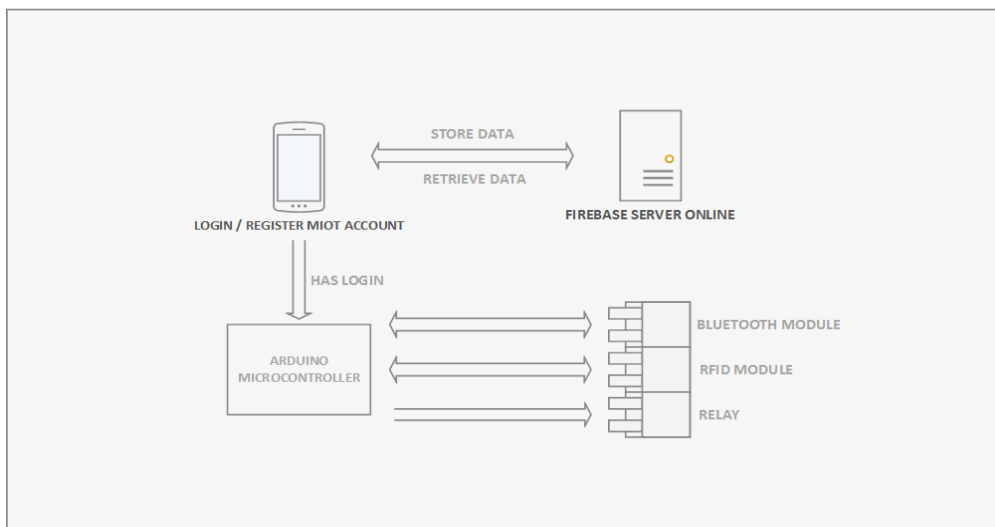 STORE DATA
RETRIEVE DATA
LOGIN / REGISTER MIOT ACCOUNT
FIREBASE SERVER ONLINE
HAS LOGIN
ARDUINO
MICROCONTROLLER
BLUETOOTH MODULE
RFID MODULE
RELAY